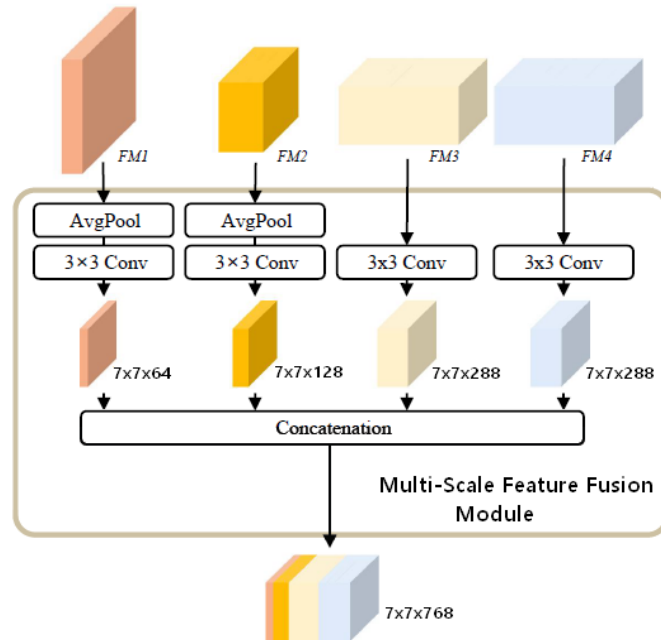 FM1
FM2
FM3
FM4
AvgPool
AvgPool
3×3 Conv
3×3 Conv
3x3 Conv
3x3 Conv
7x7x64
7x7x128
7x7x288
7x7x288
Concatenation
Multi-Scale Feature Fusion
Module
7x7x768